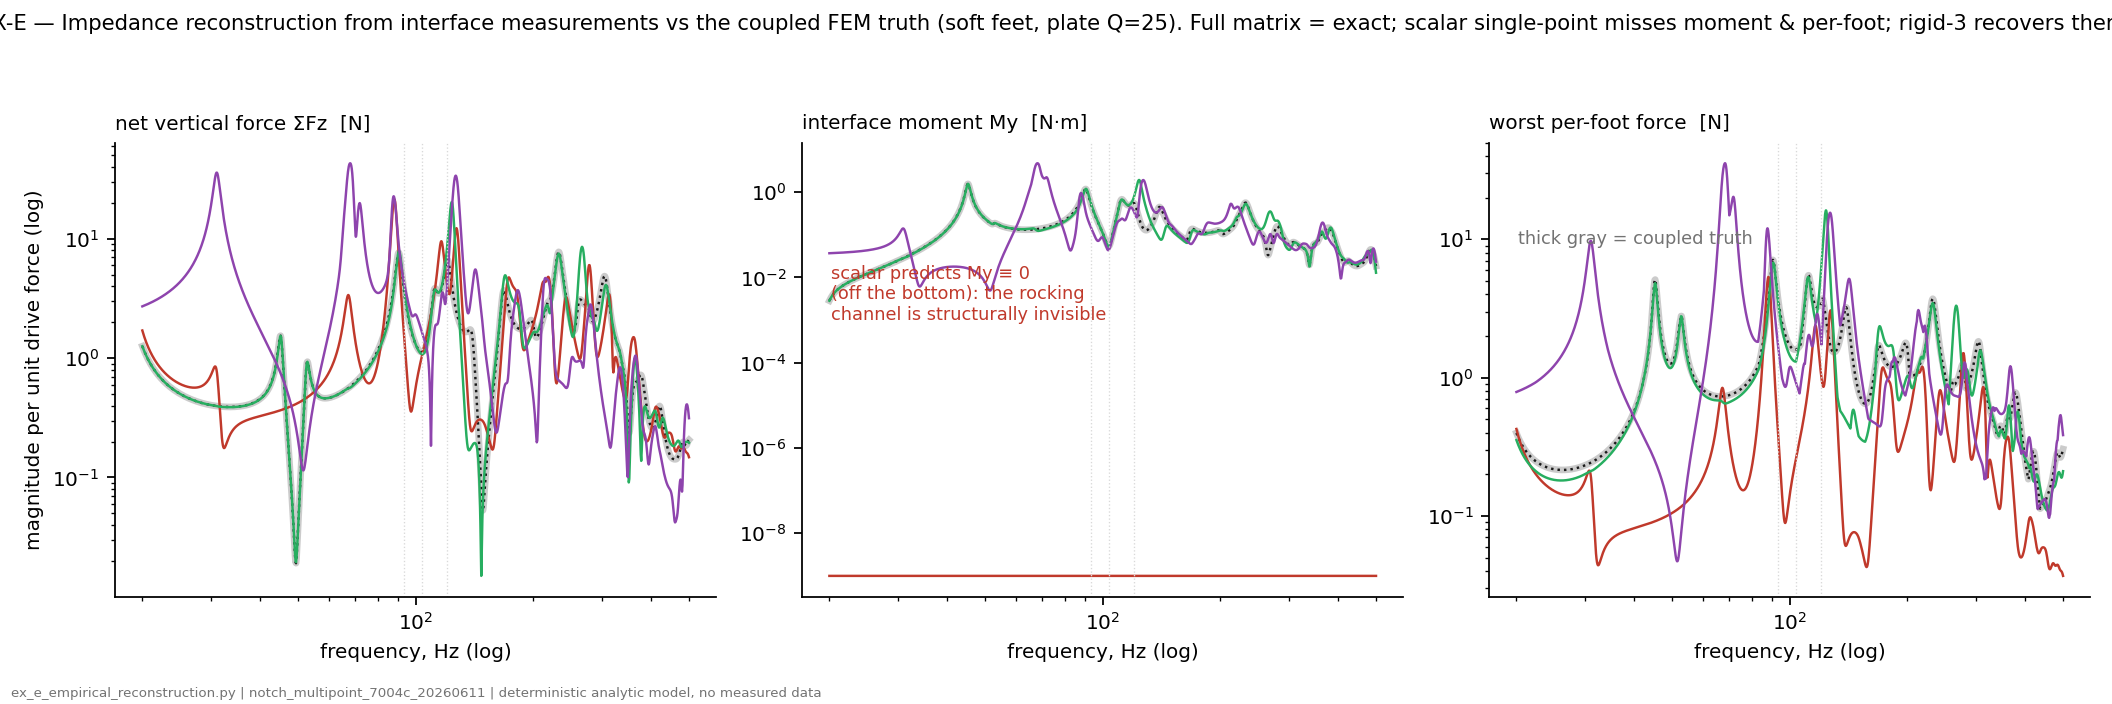 X-E — Impedance reconstruction from interface measurements vs the coupled FEM truth (soft feet, plate Q=25). Full matrix = exact; scalar single-point misses moment & per-foot; rigid-3 recovers
net vertical force ΣFz [N]
magnitude per unit drive force (log)
10¹
10⁰
10⁻¹
10²
frequency, Hz (log)
interface moment My [N·m]
10⁰
10⁻²
10⁻⁴
10⁻⁶
10⁻⁸
scalar predicts My ≡ 0
(off the bottom): the rocking
channel is structurally invisible
10²
frequency, Hz (log)
worst per-foot force [N]
10¹
10⁰
10⁻¹
thick gray = coupled truth
10²
frequency, Hz (log)
ex_e_empirical_reconstruction.py | notch_multipoint_7004c_20260611 | deterministic analytic model, no measured data